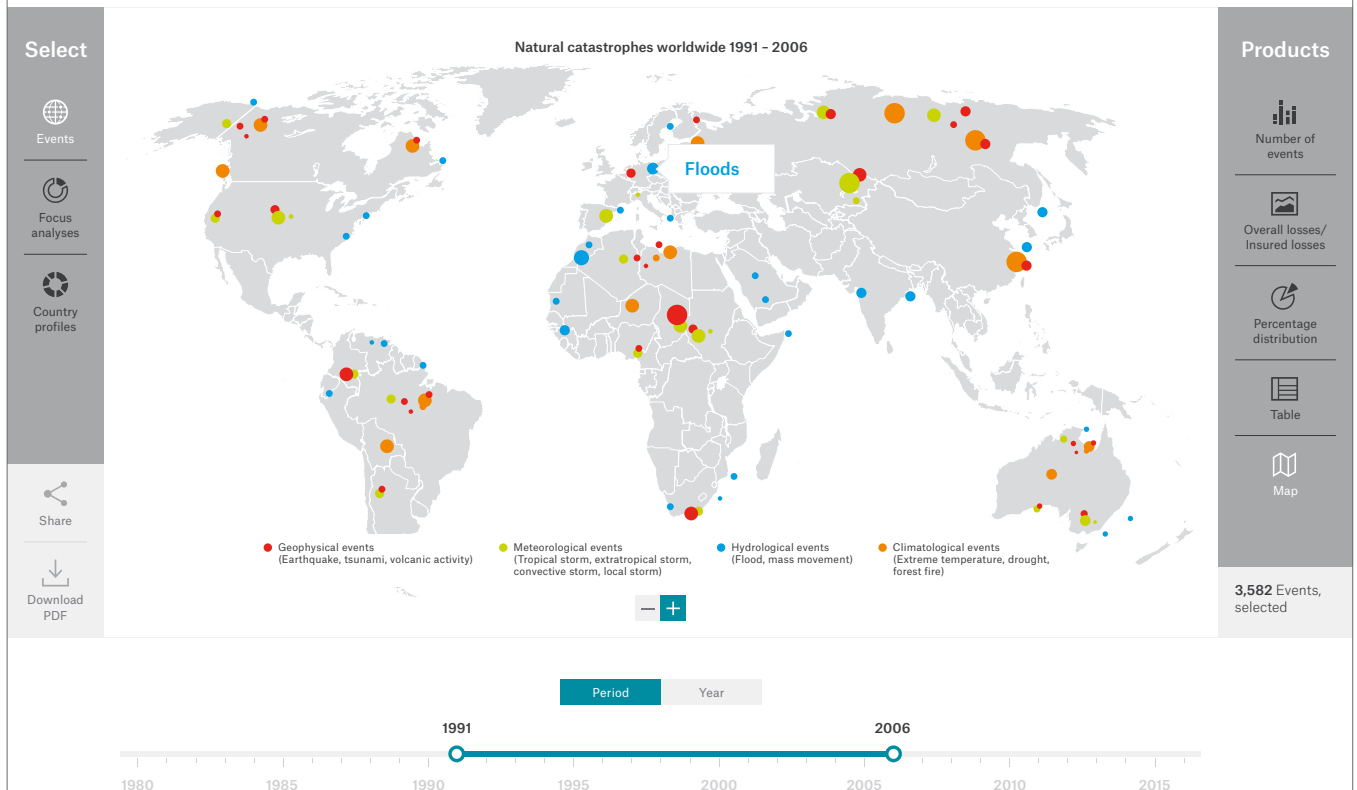 Select
Events
Focus
analyses
Country
profiles
Share
Download
PDF
Natural catastrophes worldwide 1991 – 2006
Floods
Geophysical events
(Earthquake, tsunami, volcanic activity)
Meteorological events
(Tropical storm, extratropical storm,
convective storm, local storm)
Hydrological events
(Flood, mass movement)
Climatological events
(Extreme temperature, drought,
forest fire)
Products
Number of
events
Overall losses/
Insured losses
Percentage
distribution
Table
Map
3,582 Events,
selected
Period
Year
1991
2006
1980
1985
1990
1995
2000
2005
2010
2015